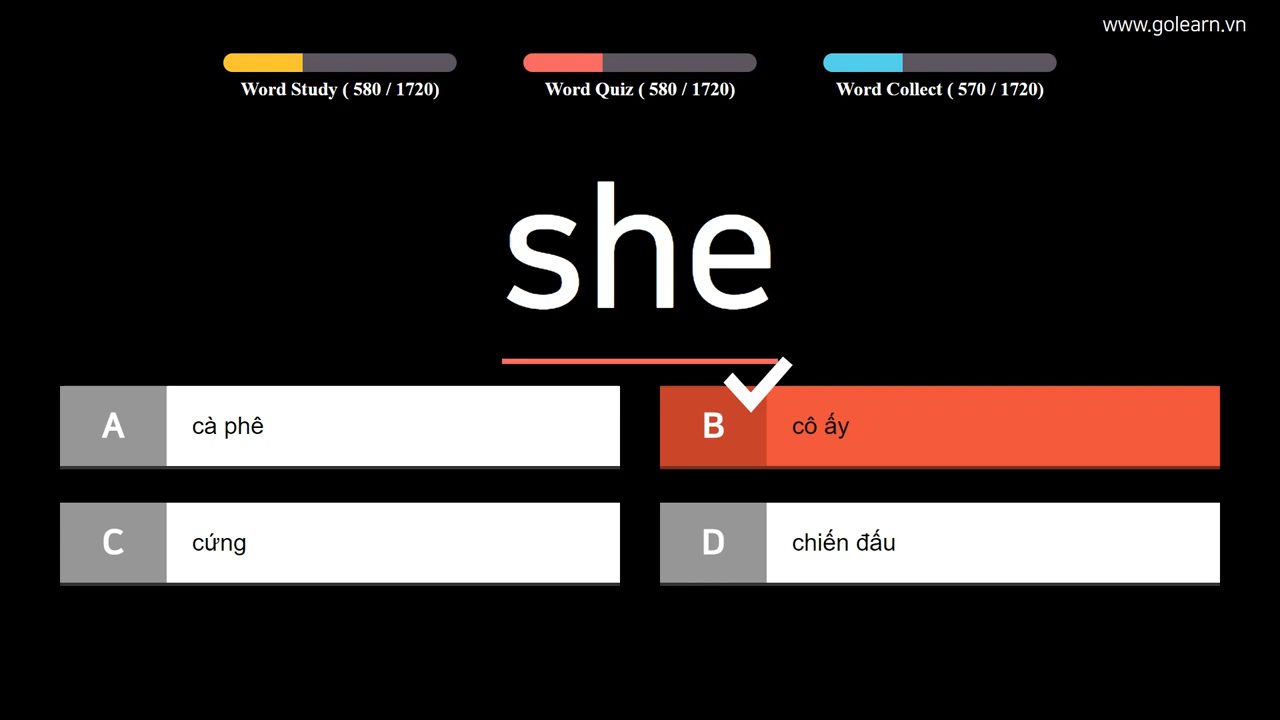 www.golearn.vn
Word Study ( 580 / 1720)
Word Quiz ( 580 / 1720)
Word Collect ( 570 / 1720)
she
A cà phê
B cô ấy
C cứng
D chiến đấu